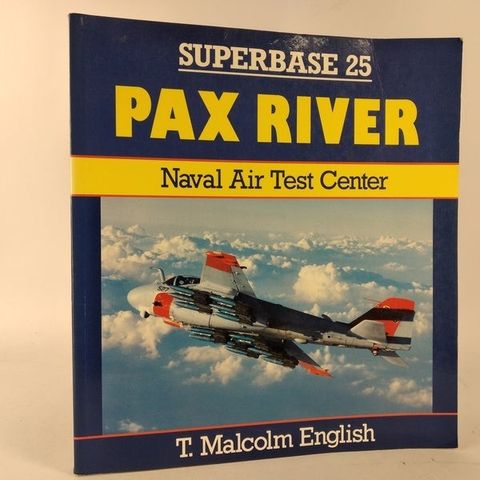 SUPERBASE 25
PAX RIVER
Naval Air Test Center
T. Malcolm English